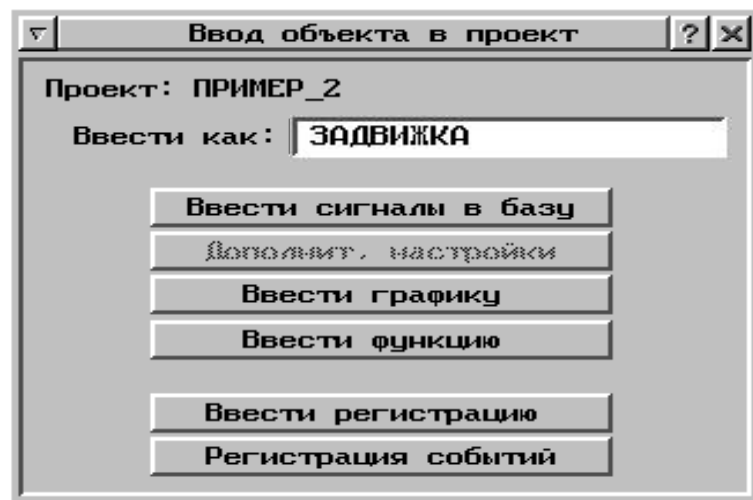 Ввод объекта в проект ?
Проект: ПРИМЕР_2
Ввести как: ЗАДВИЖКА
Ввести сигналы в базу
Дополнит. настройки
Ввести графику
Ввести функцию
Ввести регистрацию
Регистрация событий